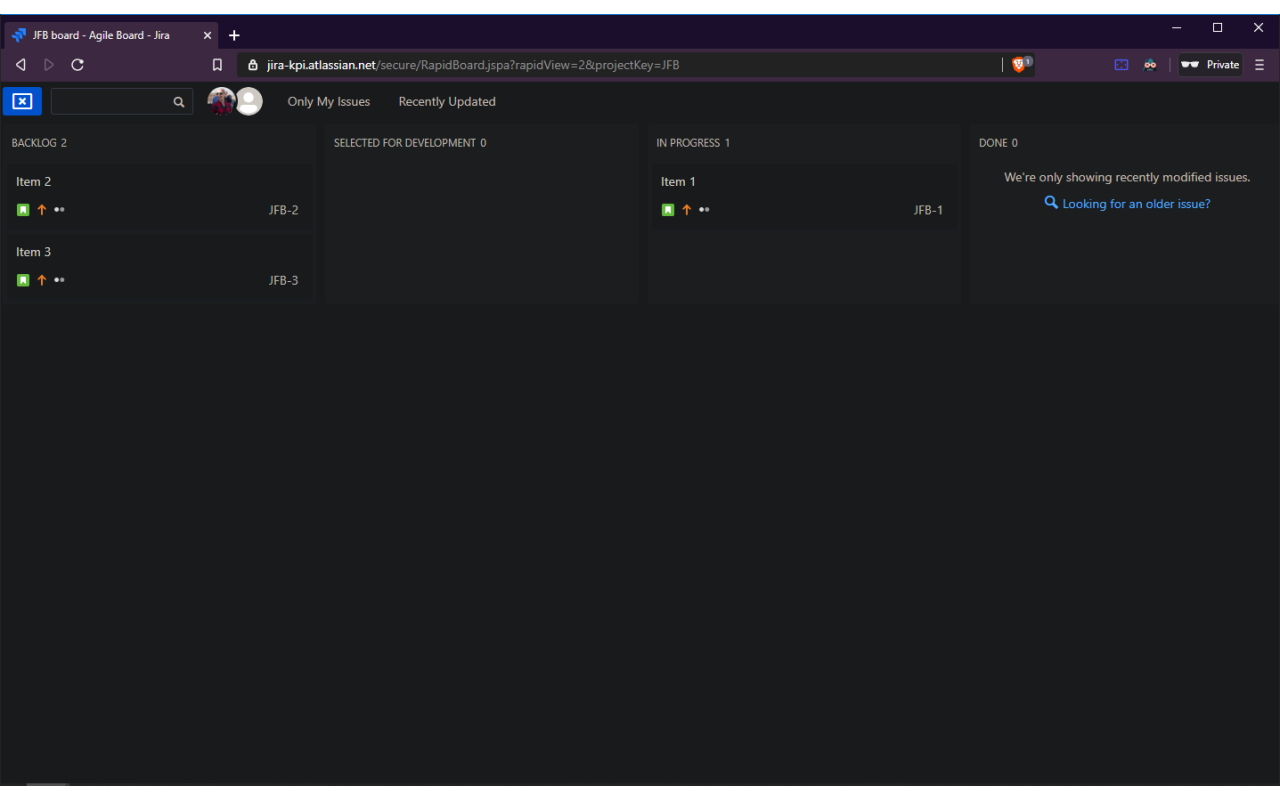 JFB board - Agile Board - Jira
jira-kpi.atlassian.net/secure/RapidBoard.jspa?rapidView=2&projectKey=JFB
1
Private
Only My Issues
Recently Updated
BACKLOG 2
SELECTED FOR DEVELOPMENT 0
IN PROGRESS 1
DONE 0
Item 2
JFB-2
Item 3
JFB-3
Item 1
JFB-1
We're only showing recently modified issues.
Looking for an older issue?